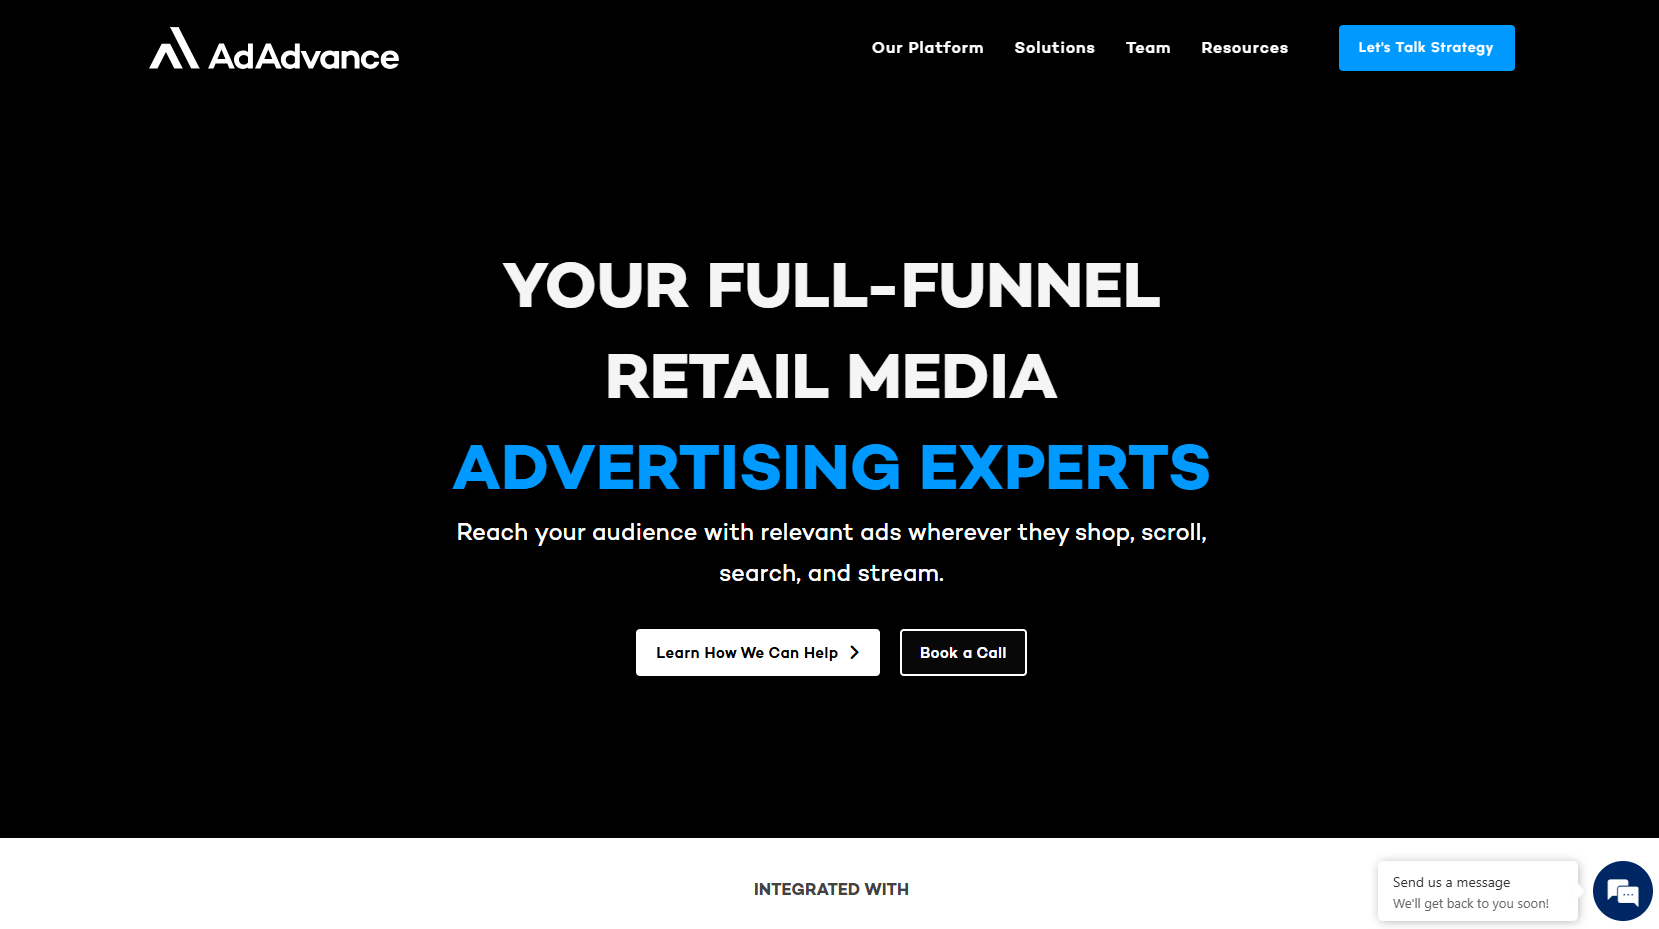 AdAdvance
Our Platform
Solutions
Team
Resources
Let's Talk Strategy
YOUR FULL-FUNNEL
RETAIL MEDIA
ADVERTISING EXPERTS
Reach your audience with relevant ads wherever they shop, scroll,
search, and stream.
Learn How We Can Help
Book a Call
INTEGRATED WITH
Send us a message
We'll get back to you soon!